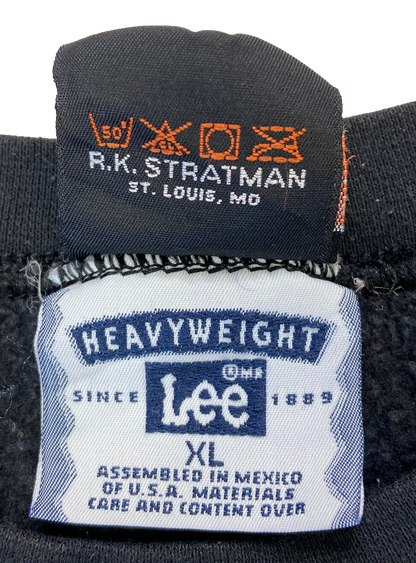 50°
R.K. STRATMAN
ST. LOUIS, MO
HEAVYWEIGHT
® MR
SINCE Lee 1889
XL
ASSEMBLED IN MEXICO
OF U.S.A. MATERIALS
CARE AND CONTENT OVER